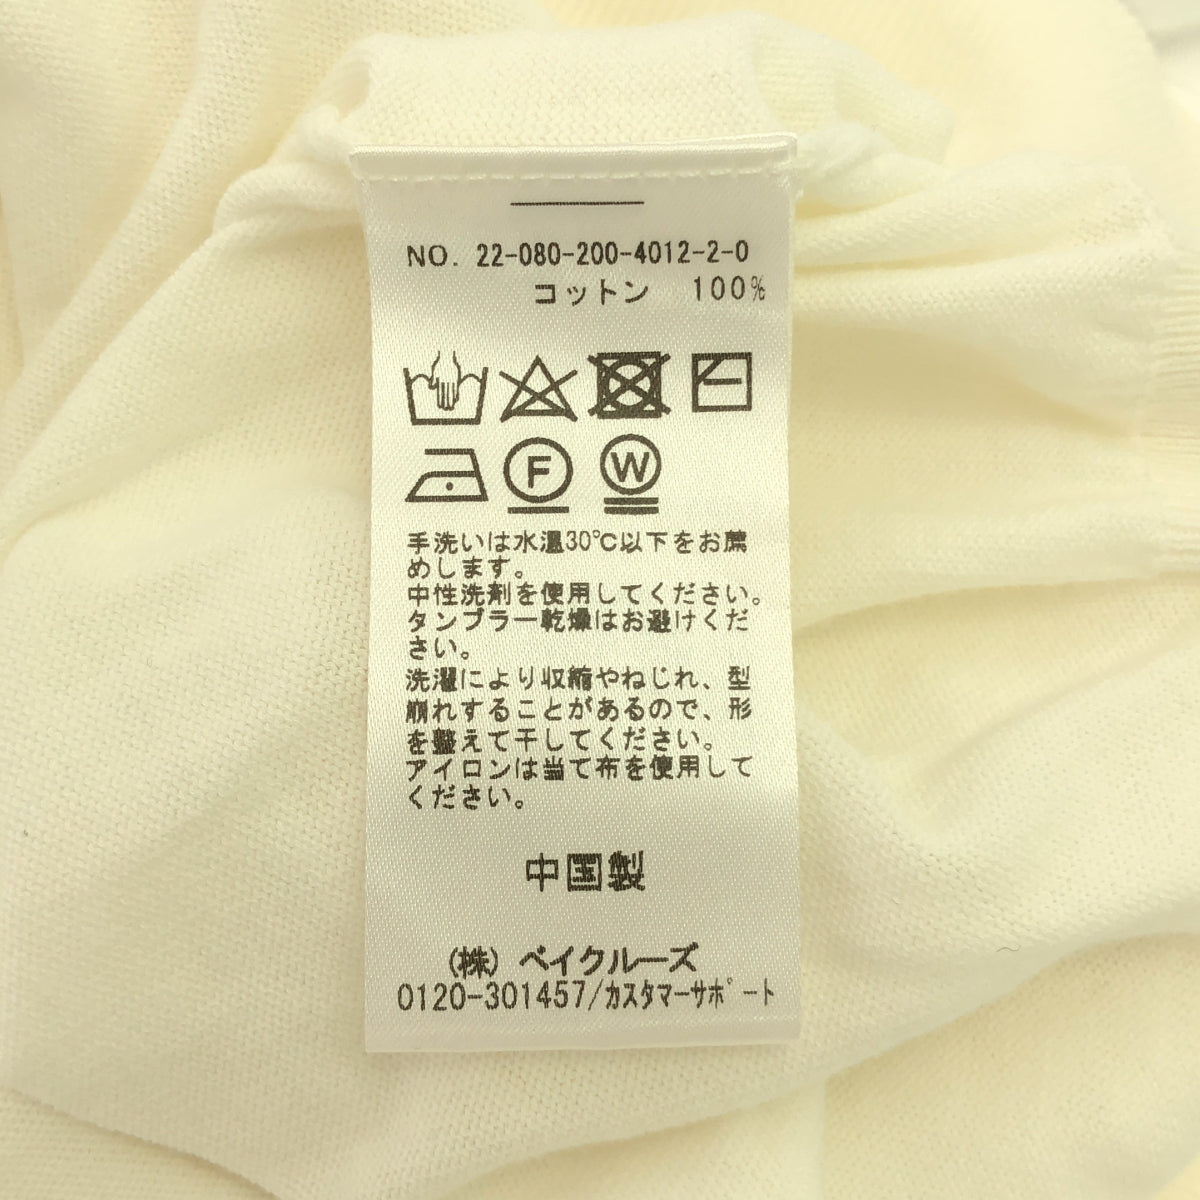 NO. 22-080-200-4012-2-0
コットン 100%
F W
手洗いは水温30℃以下をお薦
めします。
中性洗剤を使用してください。
タンブラー乾燥はお避けくだ
さい。
洗濯により収縮やねじれ、型
崩れすることがあるので、形
を整えて干してください。
アイロンは当て布を使用して
ください。
中国製
(株) ベイクルーズ
0120-301457/カスタマーサポート